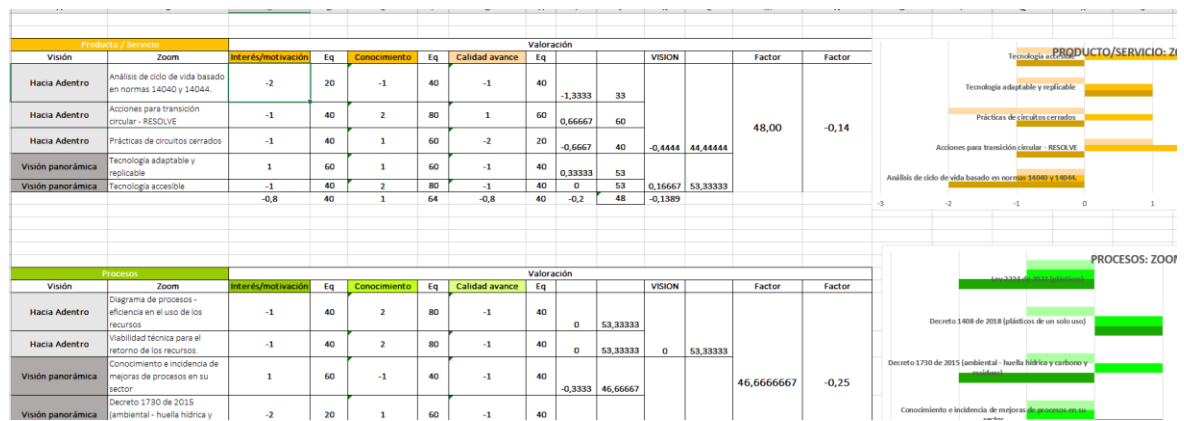 Producto / Servicio Valoración
Visión Zoom Interés/motivación Eq Conocimiento Eq Calidad avance Eq VISION Factor Factor
Hacia Adentro Análisis de ciclo de vida basado en normas 14040 y 14044. -2 20 -1 40 -1 40 -1,3333 33
Hacia Adentro Acciones para transición circular - RESOLVE -1 40 2 80 1 60 0,66667 60
Hacia Adentro Prácticas de circuitos cerrados -1 40 1 60 -2 20 -0,6667 40 -0,4444 44,44444
48,00 -0,14
Visión panorámica Tecnología adaptable y replicable 1 60 1 60 -1 40 0,33333 53
Visión panorámica Tecnología accesible -1 40 2 80 -1 40 0 53 0,16667 53,33333
-0,8 40 1 64 -0,8 40 -0,2 48 -0,1389
PRODUCTO/SERVICIO:
Tecnología accesible
Tecnología adaptable y replicable
Prácticas de circuitos cerrados
Acciones para transición circular - RESOLVE
Análisis de ciclo de vida basado en normas 14040 y 14044.
-3 -2 -1 0 1
Procesos Valoración
Visión Zoom Interés/motivación Eq Conocimiento Eq Calidad avance Eq VISION Factor Factor
Hacia Adentro Diagrama de procesos - eficiencia en el uso de los recursos -1 40 2 80 -1 40 0 53,33333
Hacia Adentro Viabilidad técnica para el retorno de los recursos. -1 40 2 80 -1 40 0 53,33333 0 53,33333
Visión panorámica Conocimiento e incidencia de mejoras de procesos en su sector 1 60 -1 40 -1 40 -0,3333 46,66667
46,6666667 -0,25
Visión panorámica Decreto 1730 de 2015 (ambiental - huella hídrica y -2 20 1 60 -1 40
PROCESOS: ZOOM
(plásticos)
Decreto 1408 de 2018 (plásticos de un solo uso)
Decreto 1730 de 2015 (ambiental - huella hídrica y carbono y
residuos)
Conocimiento e incidencia de mejoras de procesos en su
sector